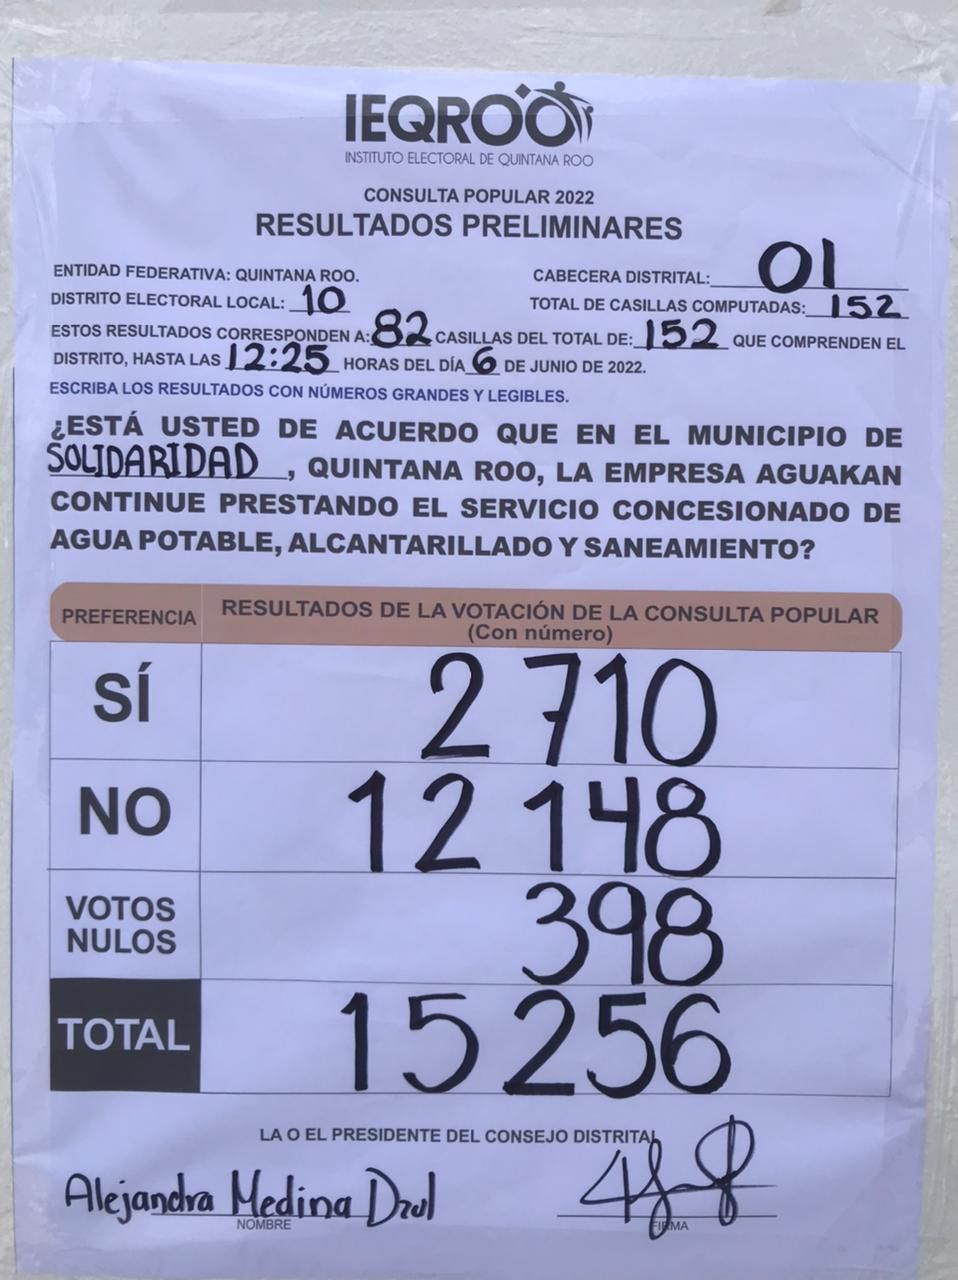 IEQROO
INSTITUTO ELECTORAL DE QUINTANA ROO
CONSULTA POPULAR 2022
RESULTADOS PRELIMINARES
ENTIDAD FEDERATIVA: QUINTANA ROO. CABECERA DISTRITAL: 01
DISTRITO ELECTORAL LOCAL: 10 TOTAL DE CASILLAS COMPUTADAS: 152
ESTOS RESULTADOS CORRESPONDEN A: 82 CASILLAS DEL TOTAL DE: 152 QUE COMPRENDEN EL
DISTRITO, HASTA LAS 12:25 HORAS DEL DÍA 6 DE JUNIO DE 2022.
ESCRIBA LOS RESULTADOS CON NÚMEROS GRANDES Y LEGIBLES.
¿ESTÁ USTED DE ACUERDO QUE EN EL MUNICIPIO DE
SOLIDARIDAD, QUINTANA ROO, LA EMPRESA AGUAKAN
CONTINUE PRESTANDO EL SERVICIO CONCESIONADO DE
AGUA POTABLE, ALCANTARILLADO Y SANEAMIENTO?
PREFERENCIA RESULTADOS DE LA VOTACIÓN DE LA CONSULTA POPULAR
(Con número)
SÍ 2 710
NO 12 148
VOTOS NULOS 398
TOTAL 15 256
LA O EL PRESIDENTE DEL CONSEJO DISTRITAL
Alejandra Medina Dzul
NOMBRE FIRMA